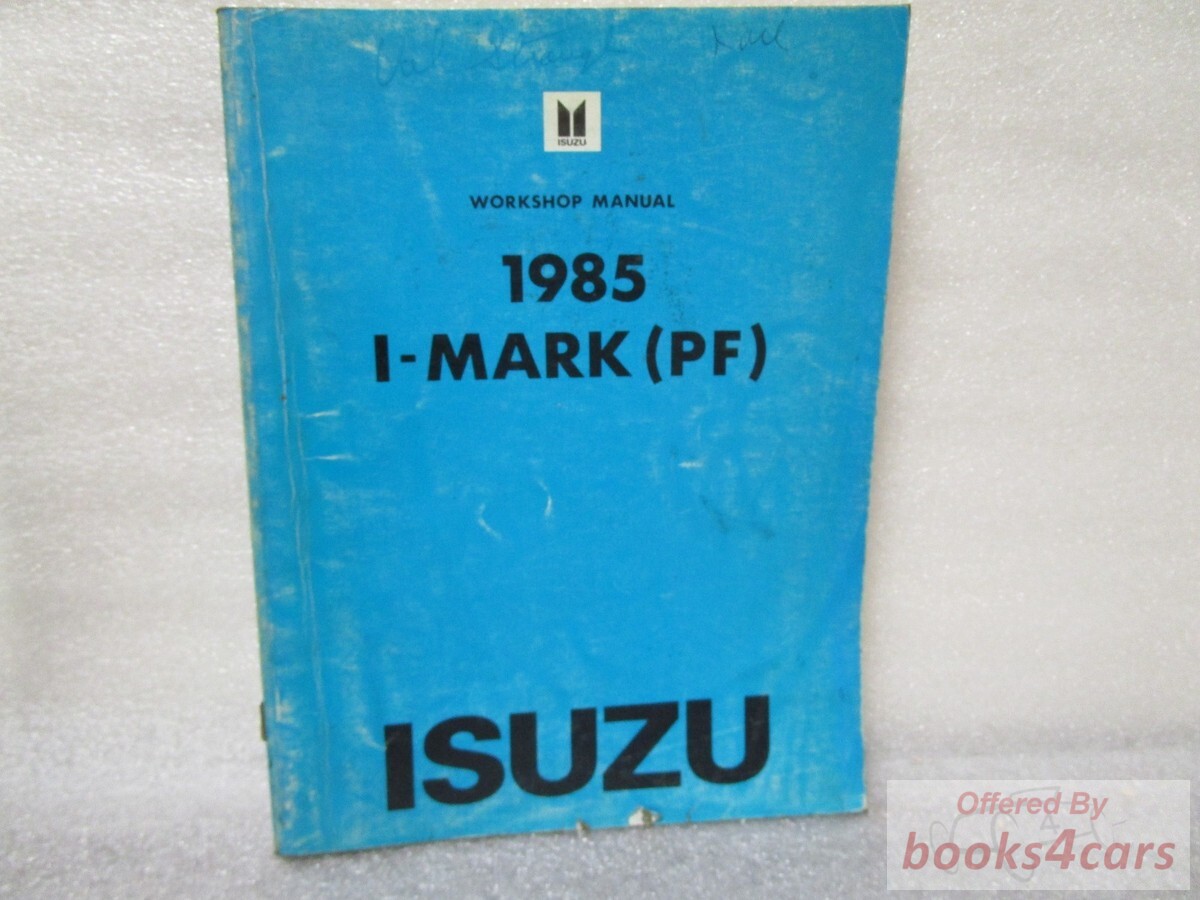 ISUZU
WORKSHOP MANUAL
1985
I-MARK (PF)
ISUZU
Offered By
books4cars